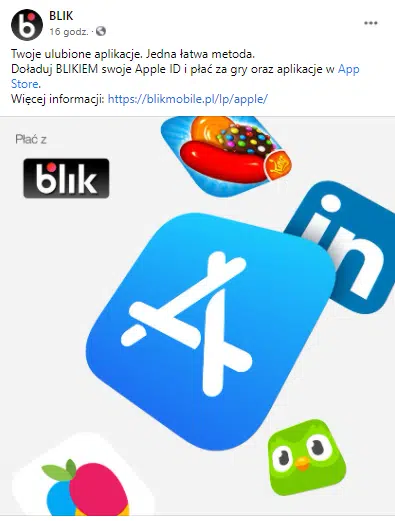 BLIK
16 godz. ·
Twoje ulubione aplikacje. Jedna łatwa metoda.
Doładuj BLIKIEM swoje Apple ID i płać za gry oraz aplikacje w App
Store.
Więcej informacji: https://blikmobile.pl/lp/apple/
Płać z
blik
in